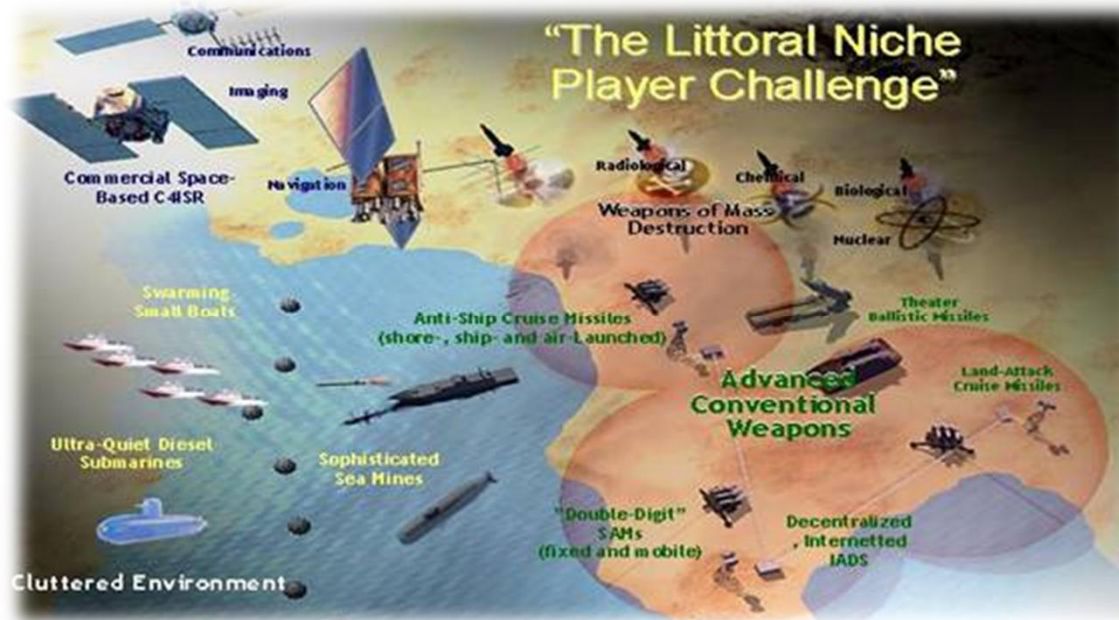 “The Littoral Niche
Player Challenge”
Communications
Imaging
Commercial Space-
Based C4ISR
Navigation
Radiological
Chemical
Biological
Weapons of Mass
Destruction
Nuclear
Swarming
Small Boats
Anti-Ship Cruise Missiles
(shore-, ship- and air-Launched)
Theater
Ballistic Missiles
Land-Attack
Cruise Missiles
Advanced
Conventional
Weapons
Ultra-Quiet Diesel
Submarines
Sophisticated
Sea Mines
"Double-Digit"
SAMs
(fixed and mobile)
Decentralized
, Internetted
IADS
Cluttered Environment